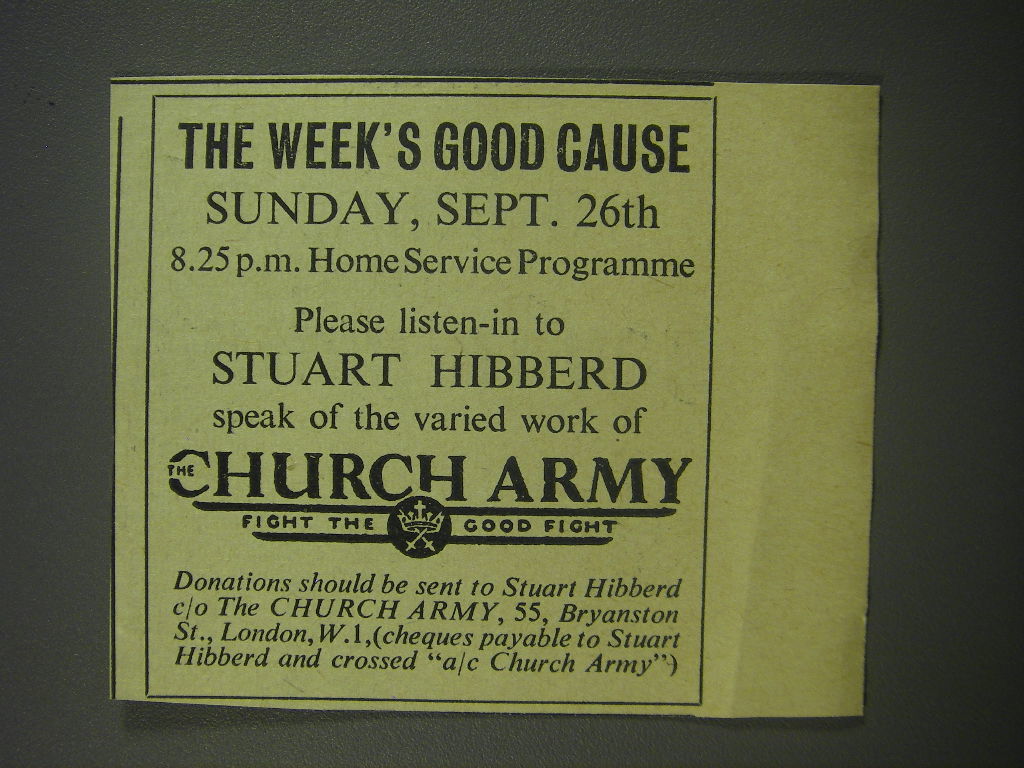 THE WEEK'S GOOD CAUSE
SUNDAY, SEPT. 26th
8.25 p.m. Home Service Programme
Please listen-in to
STUART HIBBERD
speak of the varied work of
THE CHURCH ARMY
FIGHT THE GOOD FIGHT
Donations should be sent to Stuart Hibberd
c/o The CHURCH ARMY, 55, Bryanston
St., London, W.1,(cheques payable to Stuart
Hibberd and crossed "a/c Church Army")